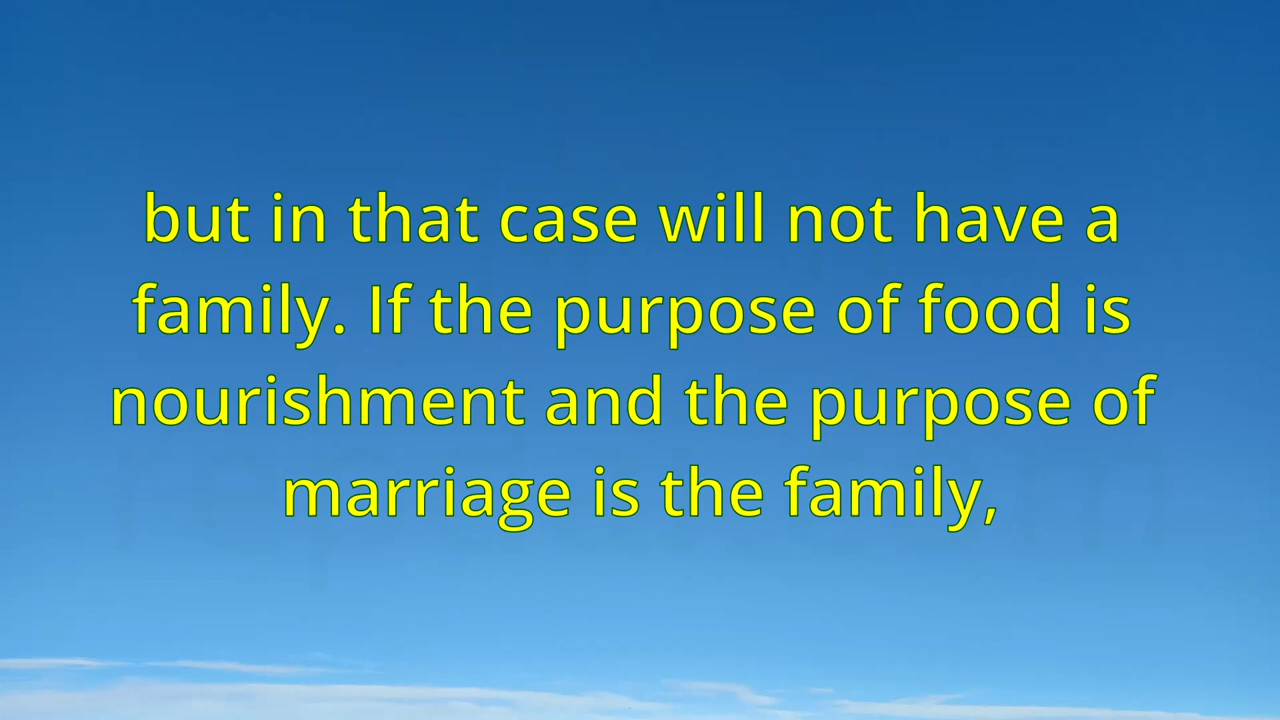 but in that case will not have a
family. If the purpose of food is
nourishment and the purpose of
marriage is the family,